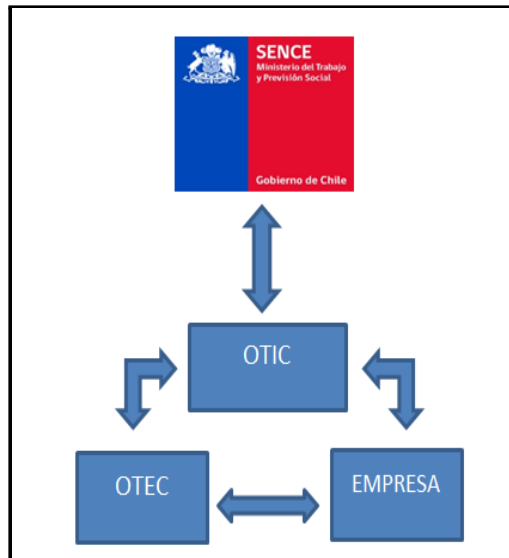 SENCE
Ministerio del Trabajo
y Previsión Social
Gobierno de Chile
OTIC
OTEC
EMPRESA